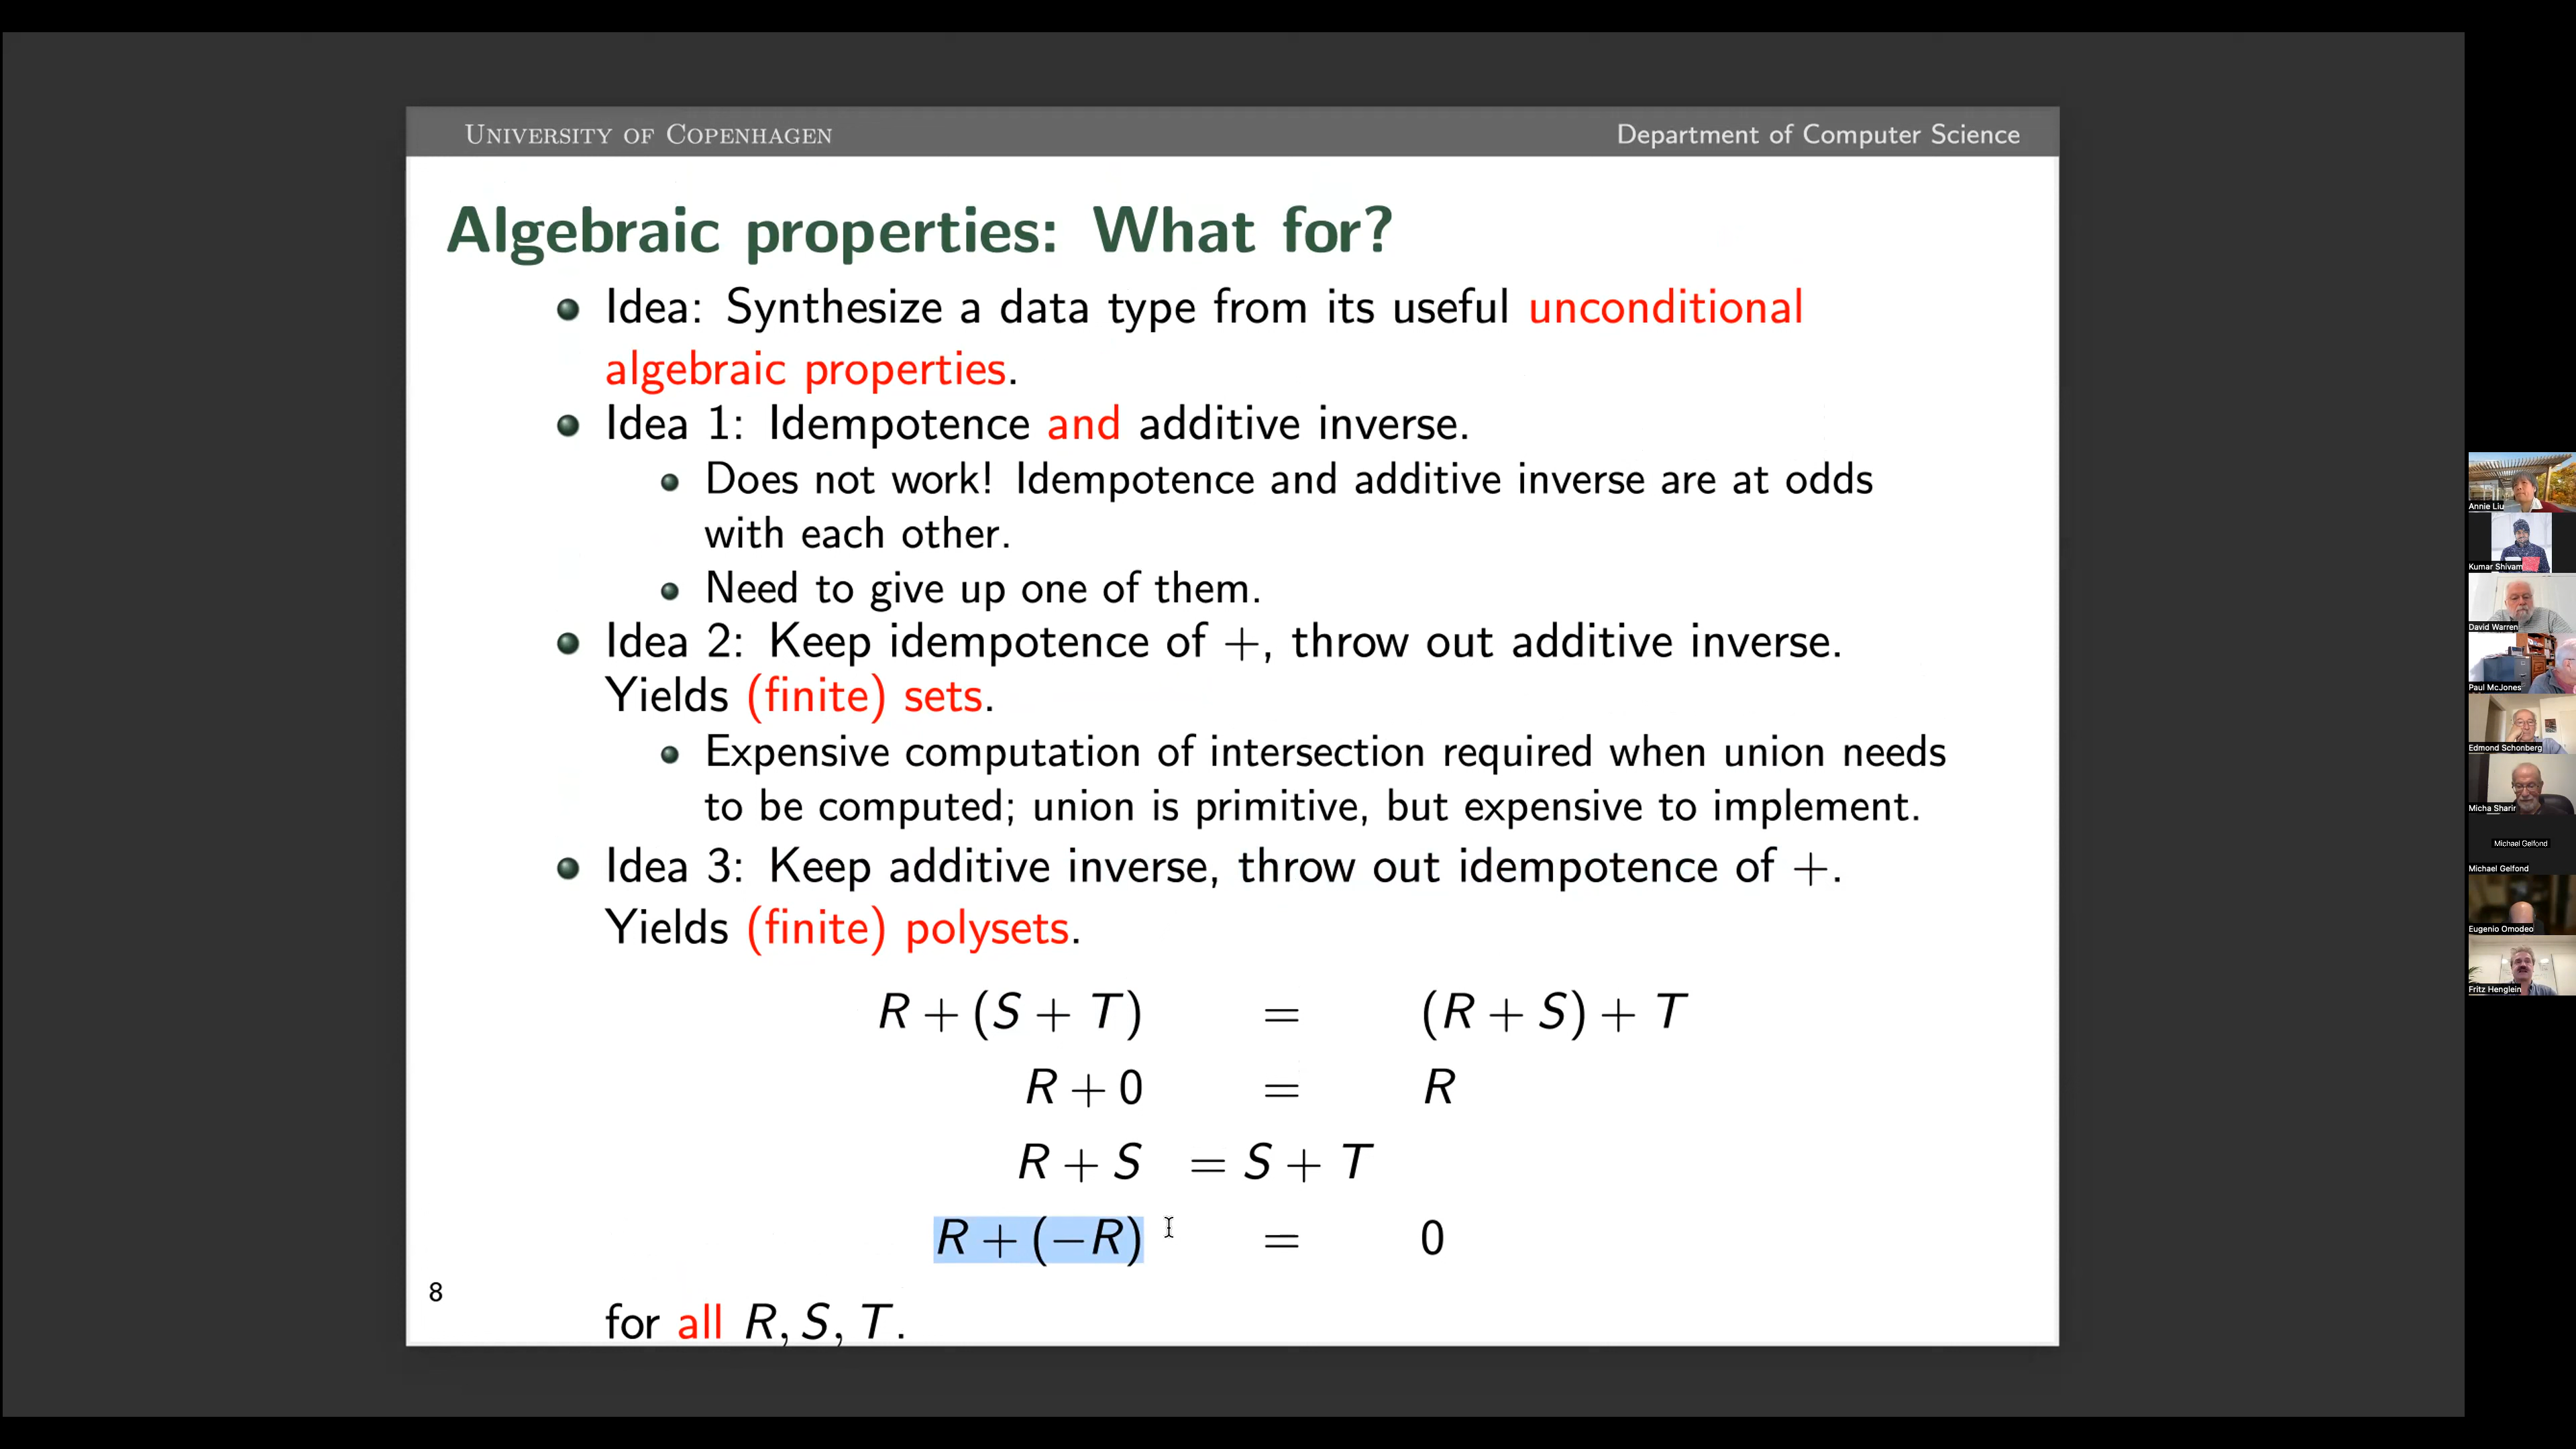 UNIVERSITY OF COPENHAGEN
Department of Computer Science
Algebraic properties: What for?
Idea: Synthesize a data type from its useful unconditional
algebraic properties.
Idea 1: Idempotence and additive inverse.
Does not work! Idempotence and additive inverse are at odds
with each other.
Need to give up one of them.
Idea 2: Keep idempotence of +, throw out additive inverse.
Yields (finite) sets.
Expensive computation of intersection required when union needs
to be computed; union is primitive, but expensive to implement.
Idea 3: Keep additive inverse, throw out idempotence of +.
Yields (finite) polysets.
R + (S + T) = (R + S) + T
R + 0 = R
R + S = S + T
R + (−R) = 0
8
for all R, S, T.
Annie Liu
Kumar Shivam
David Warren
Paul McJones
Edmond Schonberg
Micha Sharir
Michael Gelfond
Michael Gelfond
Eugenio Omodeo
Fritz Henglein